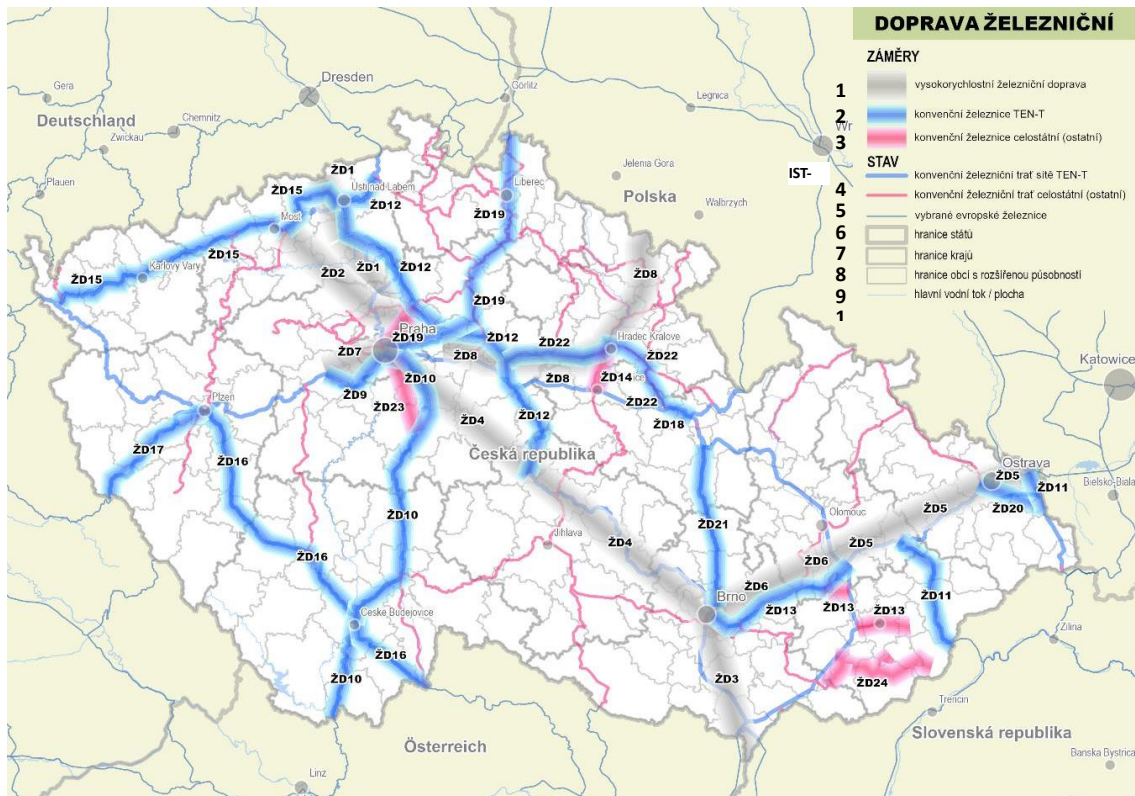 DOPRAVA ŽELEZNIČNÍ
ZÁMĚRY
1 vysokorychlostní železniční doprava
2 konvenční železnice TEN-T
3 konvenční železnice celostátní (ostatní)
STAV
IST-
konvenční železniční trať sítě TEN-T
4 konvenční železniční trať celostátní (ostatní)
5 vybrané evropské železnice
6 hranice států
7 hranice krajů
8 hranice obcí s rozšířenou působností
9 hlavní vodní tok / plocha
1
Dresden
Görlitz
Gera
Legnica
Deutschland
Chemnitz
Wr
Zwickau
Jelenia Gora
ŽD1
Plauen
Liberec
Polska
ŽD15
Ústí nad Labem
ŽD12
ŽD19
Walbrzych
Most
ŽD15
ŽD15
Karlovy Vary
ŽD2
ŽD1
ŽD12
ŽD8
ŽD19
Praha
ŽD19
ŽD12
ŽD22
Hradec Kralove
ŽD7
ŽD8
ŽD22
Katowice
ŽD9
ŽD10
ŽD8
ŽD14
ŽD23
ŽD22
Plzen
ŽD4
ŽD12
ŽD18
ŽD17
ŽD16
Česká republika
Ostrava
ŽD5
ŽD11
Bielsko-Biala
ŽD20
ŽD10
ŽD21
Olomouc
ŽD5
Jihlava
ŽD4
ŽD5
ŽD16
ŽD6
ŽD6
ŽD11
Brno
ŽD13
ŽD13
ŽD13
Ceske Budejovice
Zilina
ŽD16
ŽD10
ŽD3
ŽD24
Trencin
Österreich
Slovenská republika
Banska Bystrica
Linz